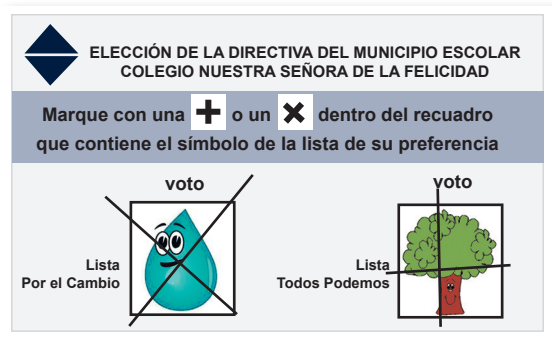 ELECCIÓN DE LA DIRECTIVA DEL MUNICIPIO ESCOLAR
COLEGIO NUESTRA SEÑORA DE LA FELICIDAD
Marque con una + o un × dentro del recuadro
que contiene el símbolo de la lista de su preferencia
voto
Lista
Por el Cambio
voto
Lista
Todos Podemos